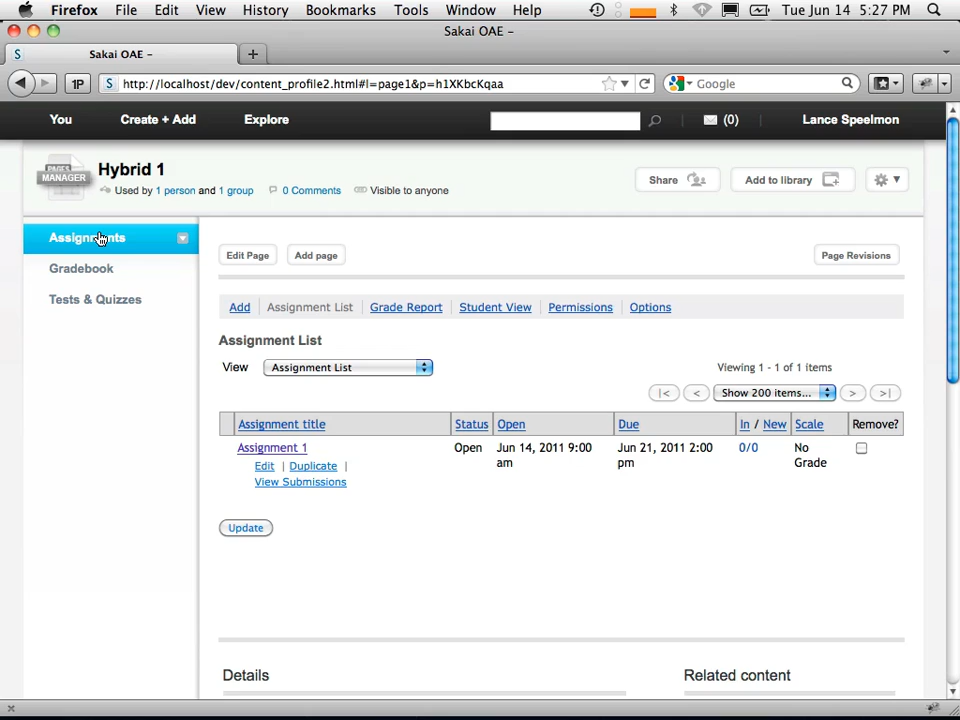 Firefox File Edit View History Bookmarks Tools Window Help Tue Jun 14 5:27 PM
Sakai OAE –
S Sakai OAE –
1P S http://localhost/dev/content_profile2.html#l=page1&p=h1XKbcKqaa Google
You Create + Add Explore (0) Lance Speelmon
PAGES
MANAGER
Hybrid 1
Used by 1 person and 1 group 0 Comments Visible to anyone
Share Add to library
Assignments
Gradebook
Tests & Quizzes
Edit Page Add page Page Revisions
Add Assignment List Grade Report Student View Permissions Options
Assignment List
View Assignment List
Viewing 1 - 1 of 1 items
|< < Show 200 items... > >|
Assignment title Status Open Due In / New Scale Remove?
Assignment 1 Open Jun 14, 2011 9:00 am Jun 21, 2011 2:00 pm 0/0 No Grade
Edit | Duplicate |
View Submissions
Update
Details Related content